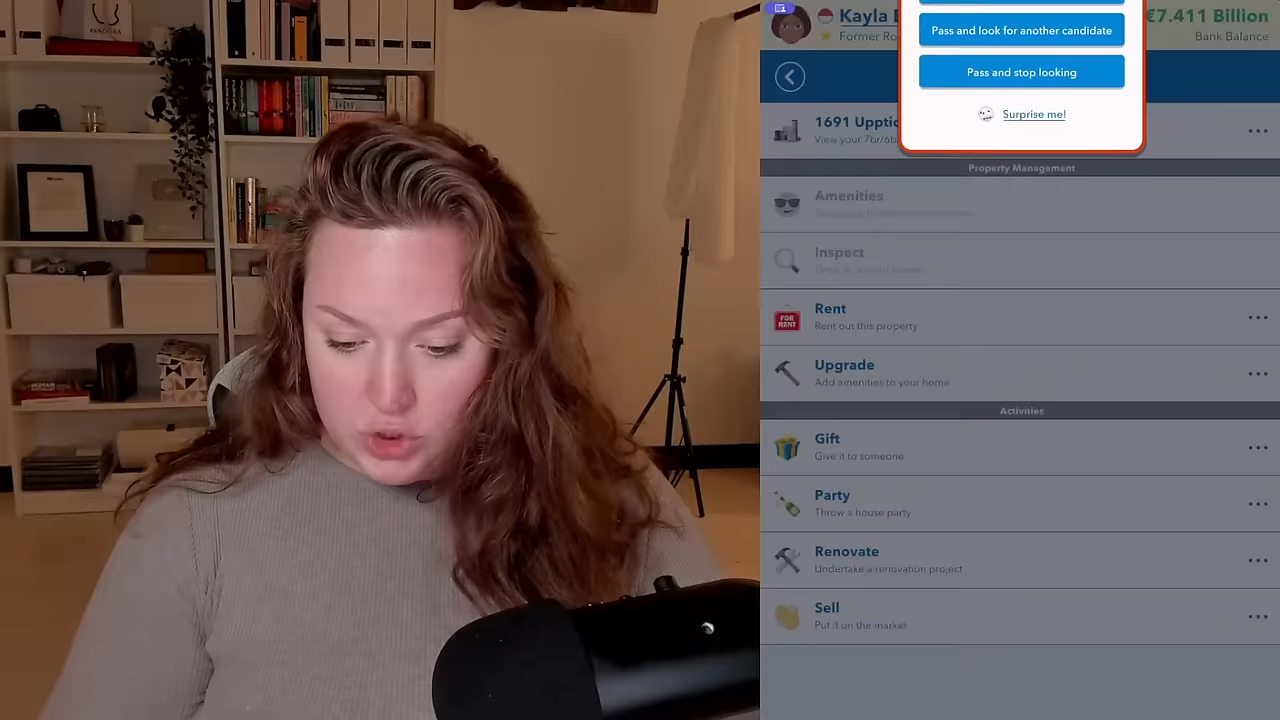 PANDORA
Kayla
Former Ro
€7.411 Billion
Bank Balance
Pass and look for another candidate
Pass and stop looking
Surprise me!
1691 Upptic
View your 7br/6b
Property Management
Amenities
Inspect
FOR
RENT
Rent
Rent out this property
Upgrade
Add amenities to your home
Activities
Gift
Give it to someone
Party
Throw a house party
Renovate
Undertake a renovation project
Sell
Put it on the market